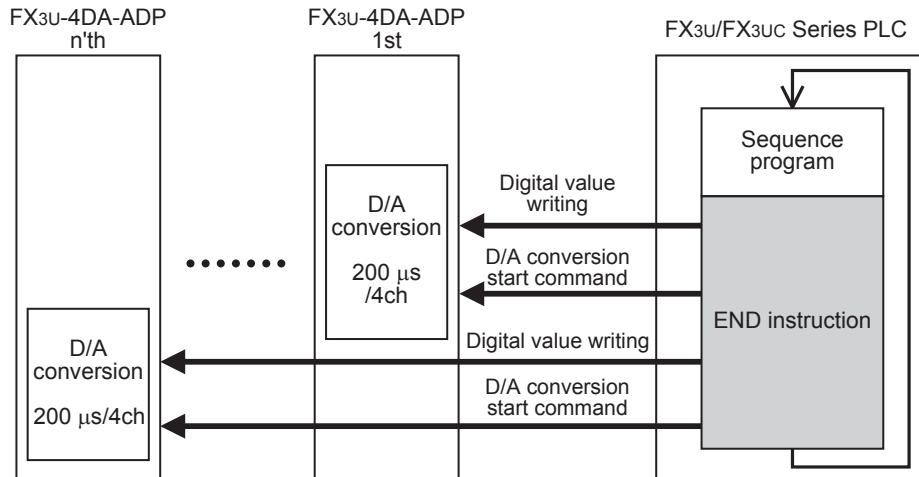 FX3U-4DA-ADP
n'th
FX3U-4DA-ADP
1st
FX3U/FX3UC Series PLC
Sequence
program
Digital value
writing
D/A
conversion
200 μs
/4ch
D/A conversion
start command
END instruction
Digital value writing
D/A
conversion
200 μs/4ch
D/A conversion
start command